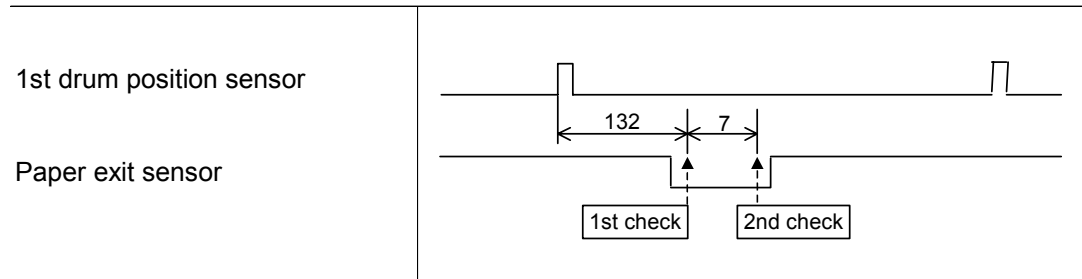 1st drum position sensor
132
7
Paper exit sensor
1st check
2nd check